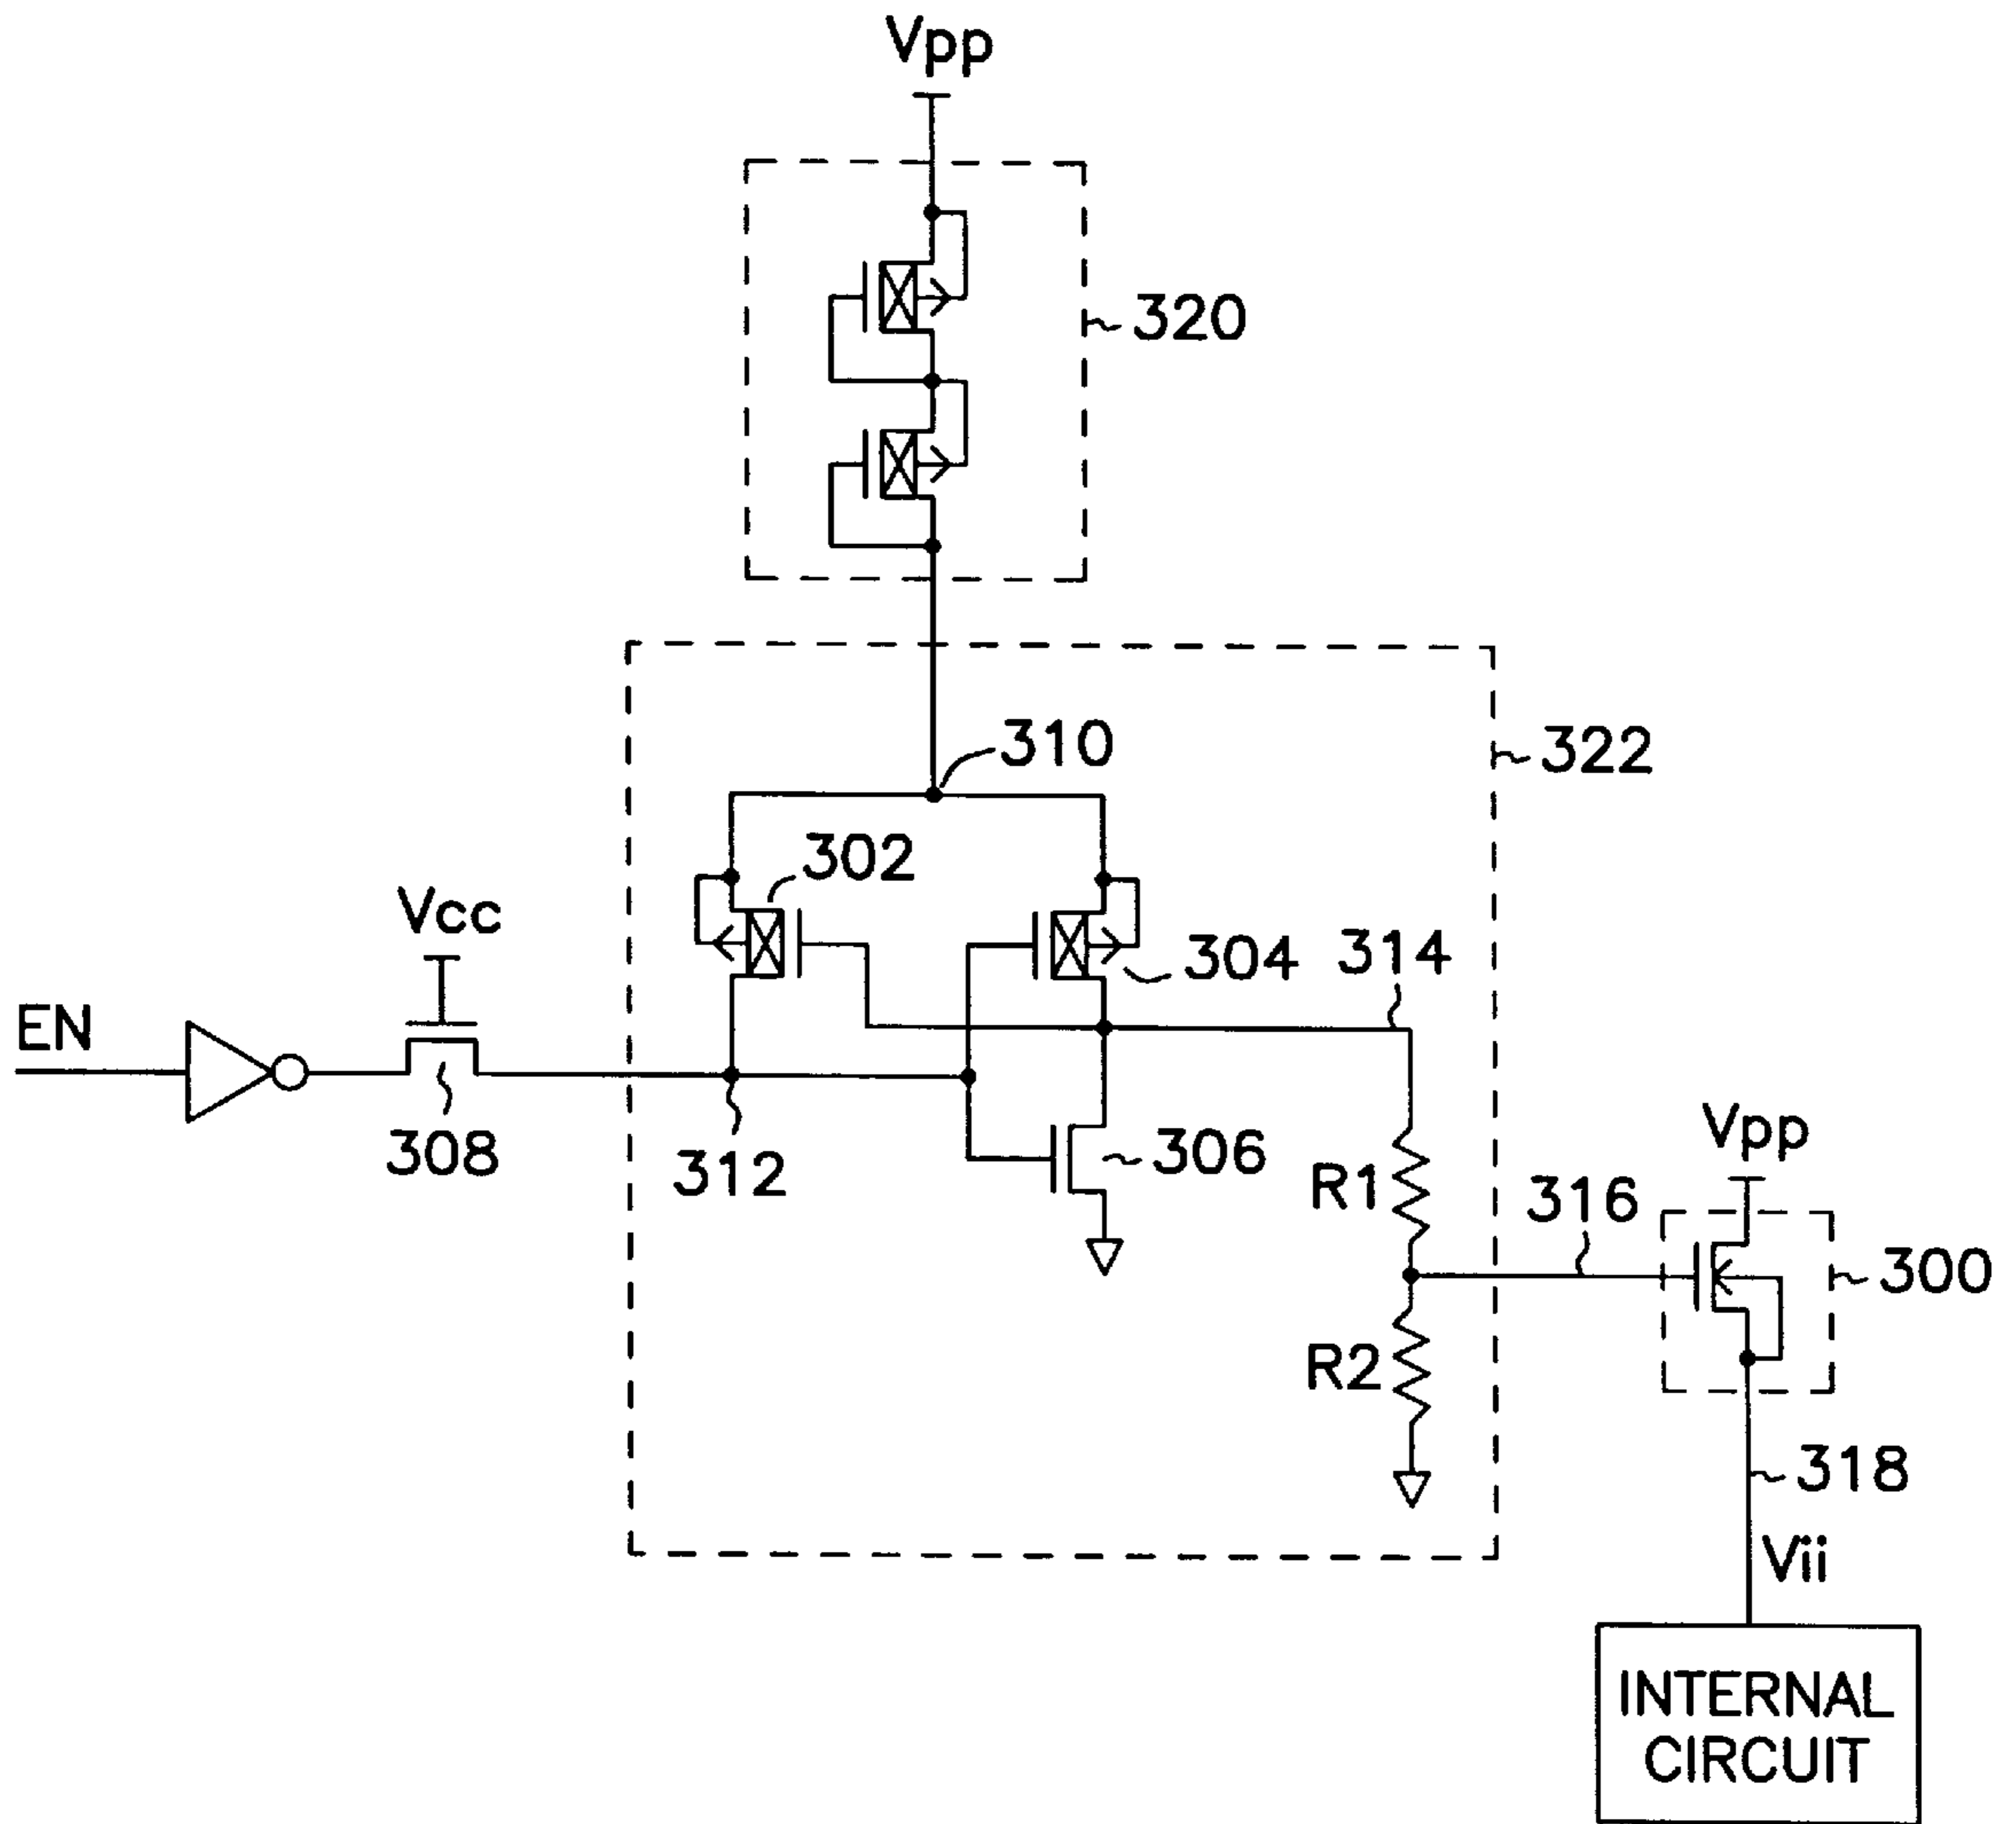 Vpp
320
310
322
302
Vcc
304
314
EN
308
312
306
R1
316
Vpp
300
R2
318
Vii
INTERNAL
CIRCUIT